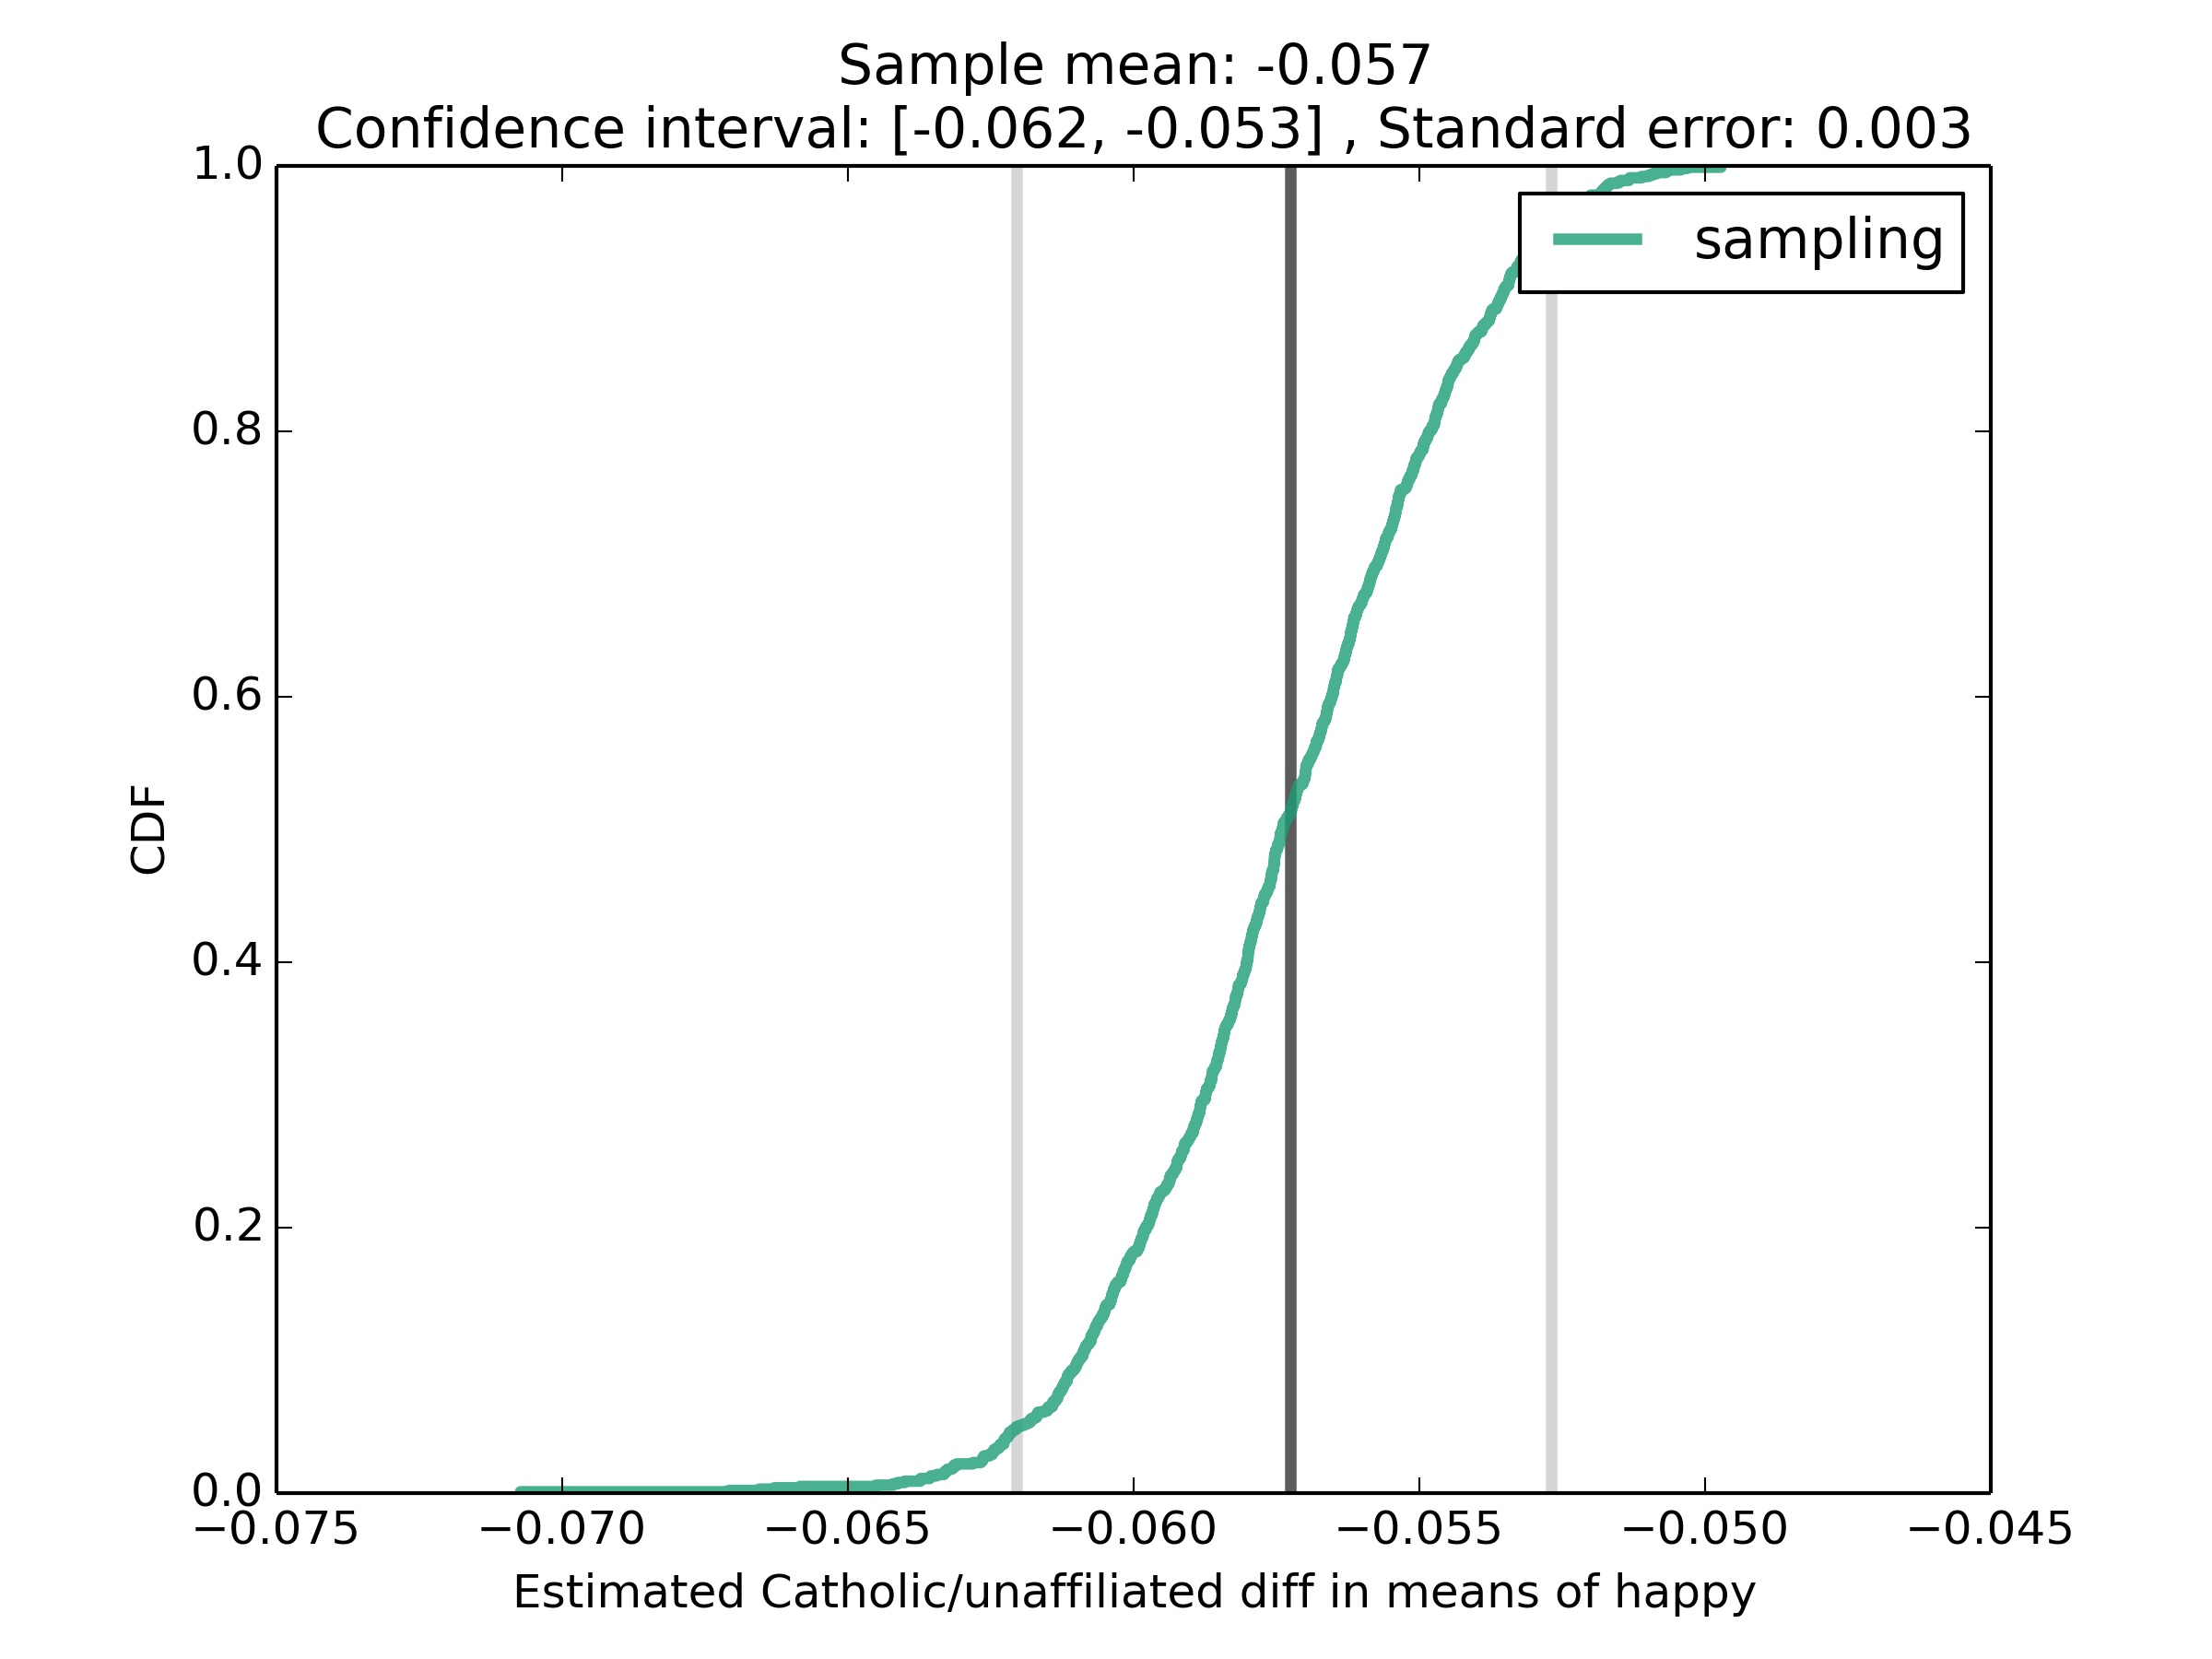 Sample mean: -0.057
Confidence interval: [-0.062, -0.053] , Standard error: 0.003
1.0
sampling
0.8
0.6
CDF
0.4
0.2
0.0
−0.075 −0.070 −0.065 −0.060 −0.055 −0.050 −0.045
Estimated Catholic/unaffiliated diff in means of happy